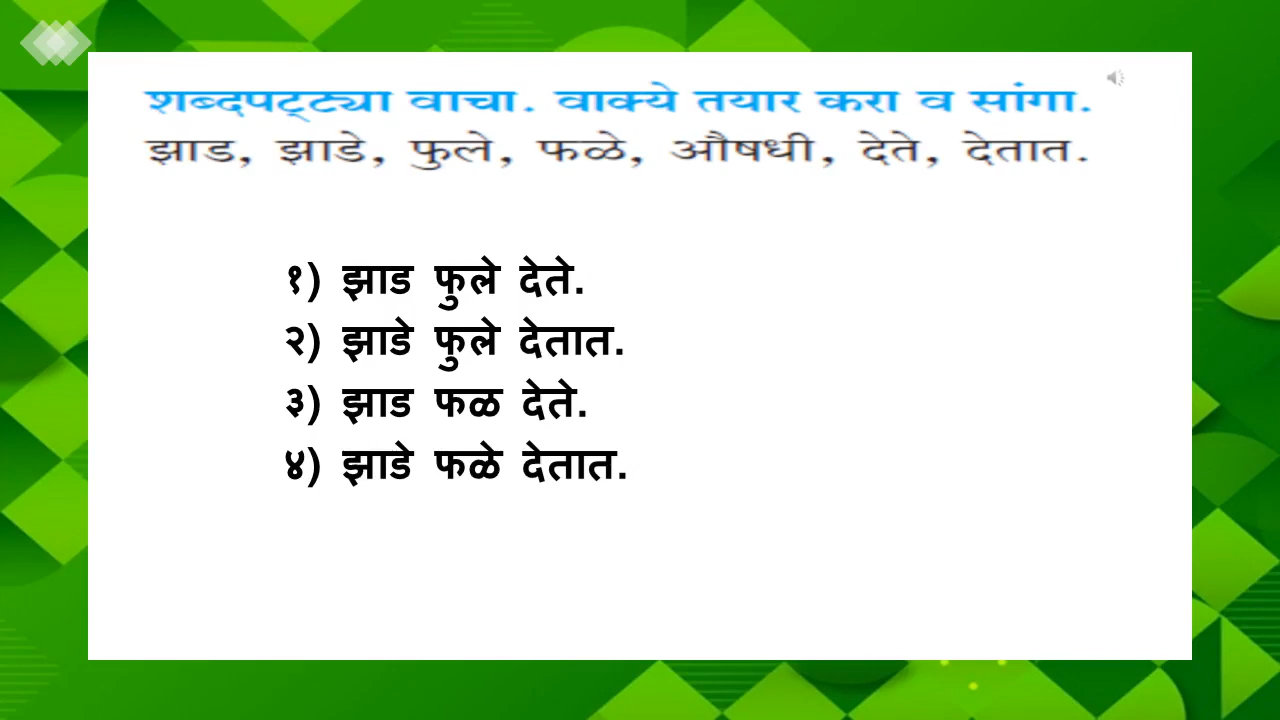 शब्दपट्ट्या वाचा. वाक्ये तयार करा व सांगा.
झाड, झाडे, फुले, फळे, औषधी, देते, देतात.
१) झाड फुले देते.
२) झाडे फुले देतात.
३) झाड फळ देते.
४) झाडे फळे देतात.